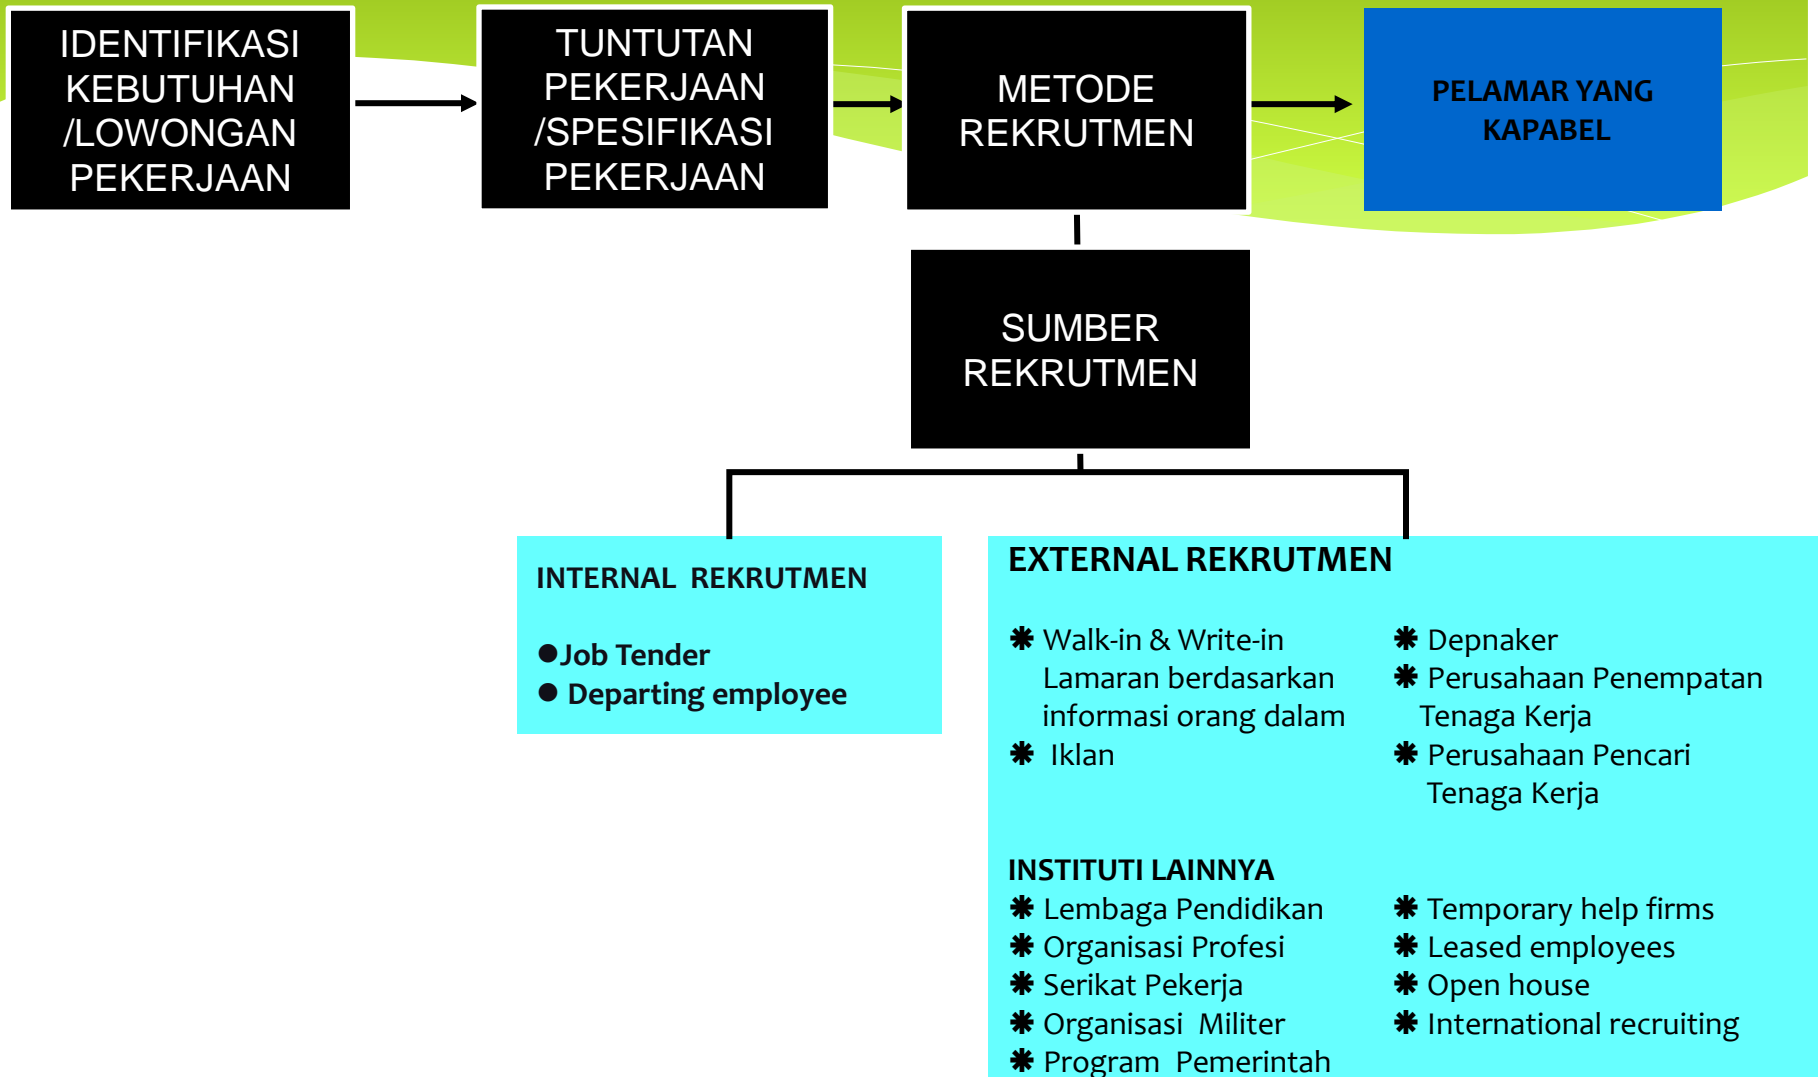 IDENTIFIKASI
KEBUTUHAN
/LOWONGAN
PEKERJAAN
TUNTUTAN
PEKERJAAN
/SPESIFIKASI
PEKERJAAN
METODE
REKRUTMEN
PELAMAR YANG
KAPABEL
SUMBER
REKRUTMEN
INTERNAL REKRUTMEN
●Job Tender
● Departing employee
EXTERNAL REKRUTMEN
✱ Walk-in & Write-in
Lamaran berdasarkan
informasi orang dalam
✱ Iklan
✱ Depnaker
✱ Perusahaan Penempatan
Tenaga Kerja
✱ Perusahaan Pencari
Tenaga Kerja
INSTITUTI LAINNYA
✱ Lembaga Pendidikan
✱ Organisasi Profesi
✱ Serikat Pekerja
✱ Organisasi Militer
✱ Program Pemerintah
✱ Temporary help firms
✱ Leased employees
✱ Open house
✱ International recruiting